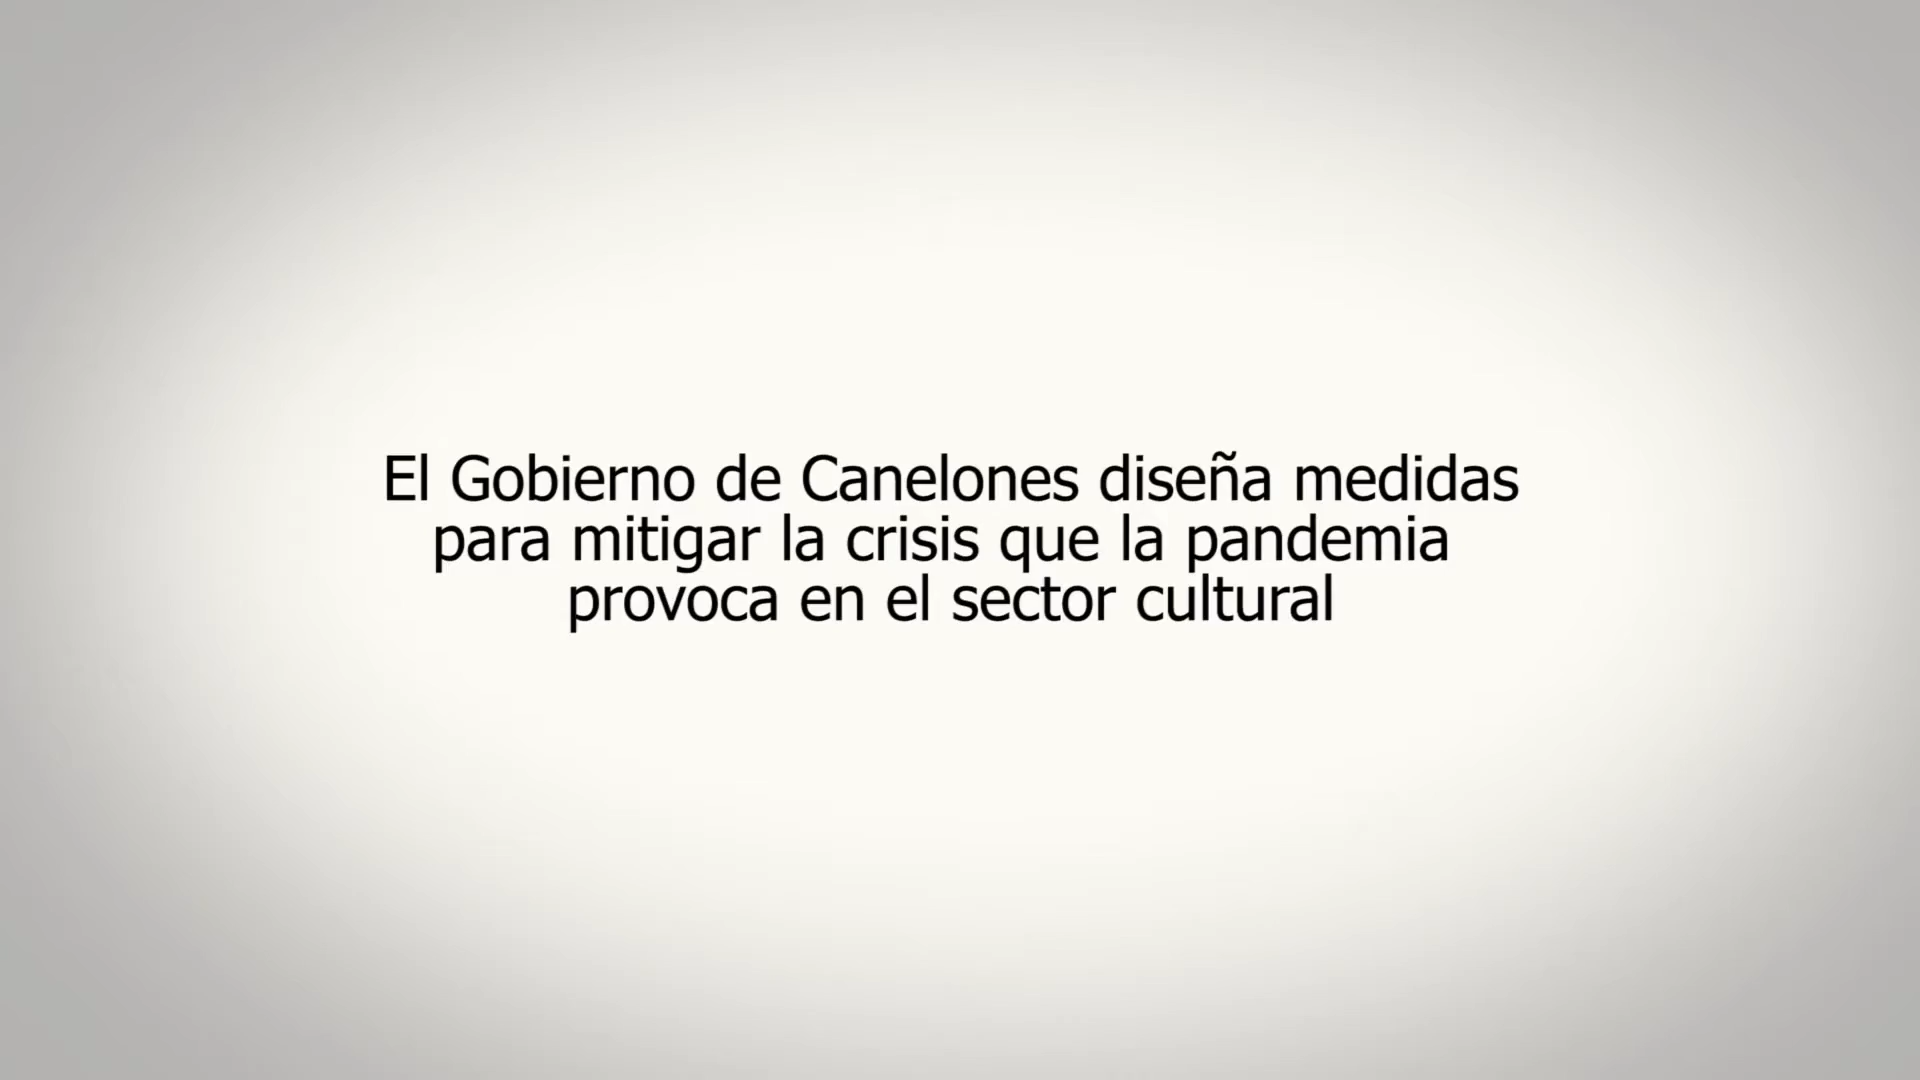 El Gobierno de Canelones diseña medidas
para mitigar la crisis que la pandemia
provoca en el sector cultural